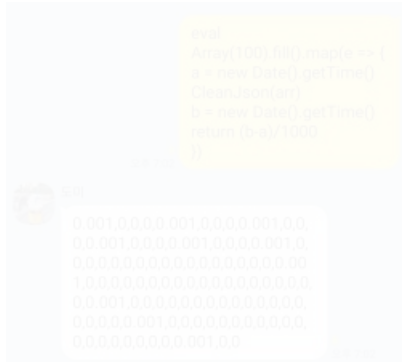 eval
Array(100).fill().map(e => {
a = new Date().getTime()
CleanJson(arr)
b = new Date().getTime()
return (b-a)/1000
})
0.001,0,0,0,0.001,0,0,0,0.001,0,0,
0,0.001,0,0,0,0.001,0,0,0,0.001,0,
0,0,0,0,0,0,0,0,0,0,0,0,0,0,0,0,0.00
1,0,0,0,0,0,0,0,0,0,0,0,0,0,0,0,0,0,0,
0,0.001,0,0,0,0,0,0,0,0,0,0,0,0,0,
0,0,0,0,0.001,0,0,0,0,0,0,0,0,0,0,
0,0,0,0,0,0,0,0,0.001,0,0